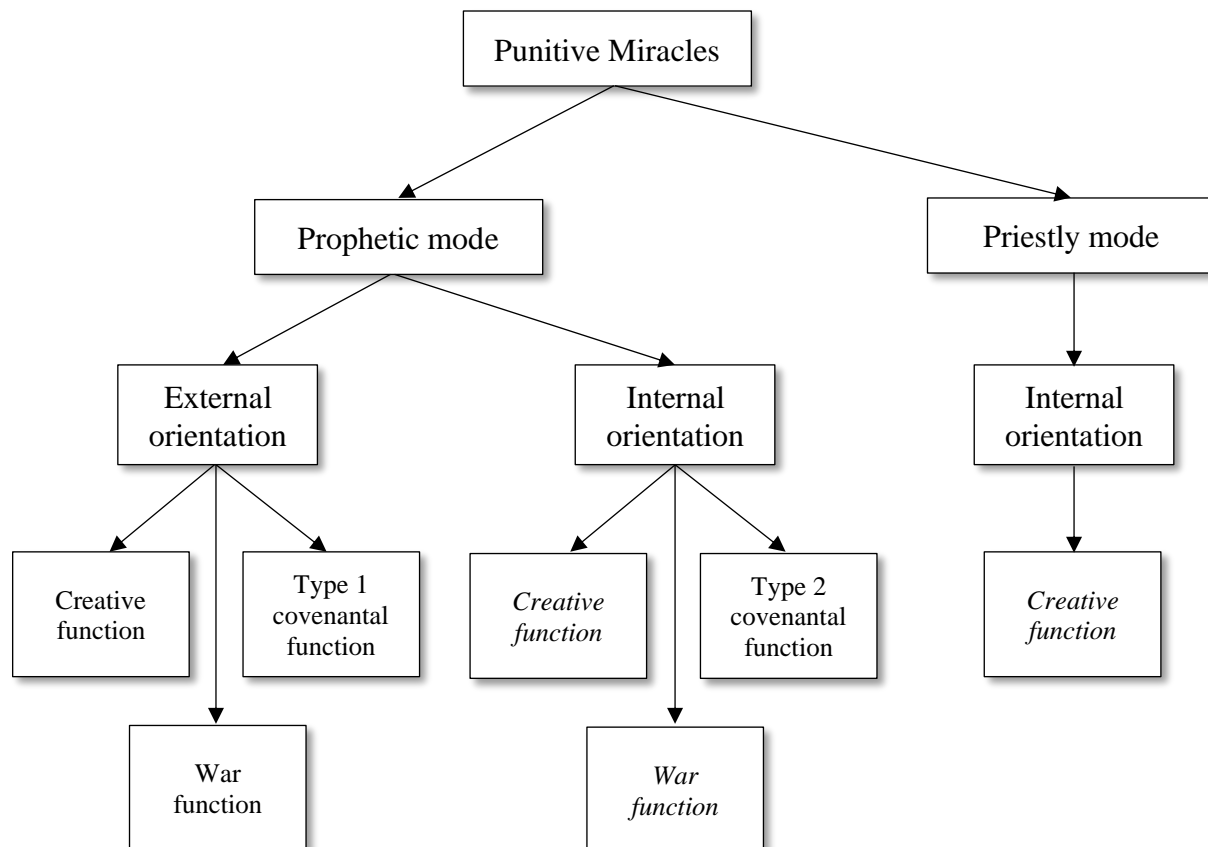 Punitive Miracles
Prophetic mode
Priestly mode
External
orientation
Internal
orientation
Internal
orientation
Creative
function
Type 1
covenantal
function
Creative
function
Type 2
covenantal
function
Creative
function
War
function
War
function